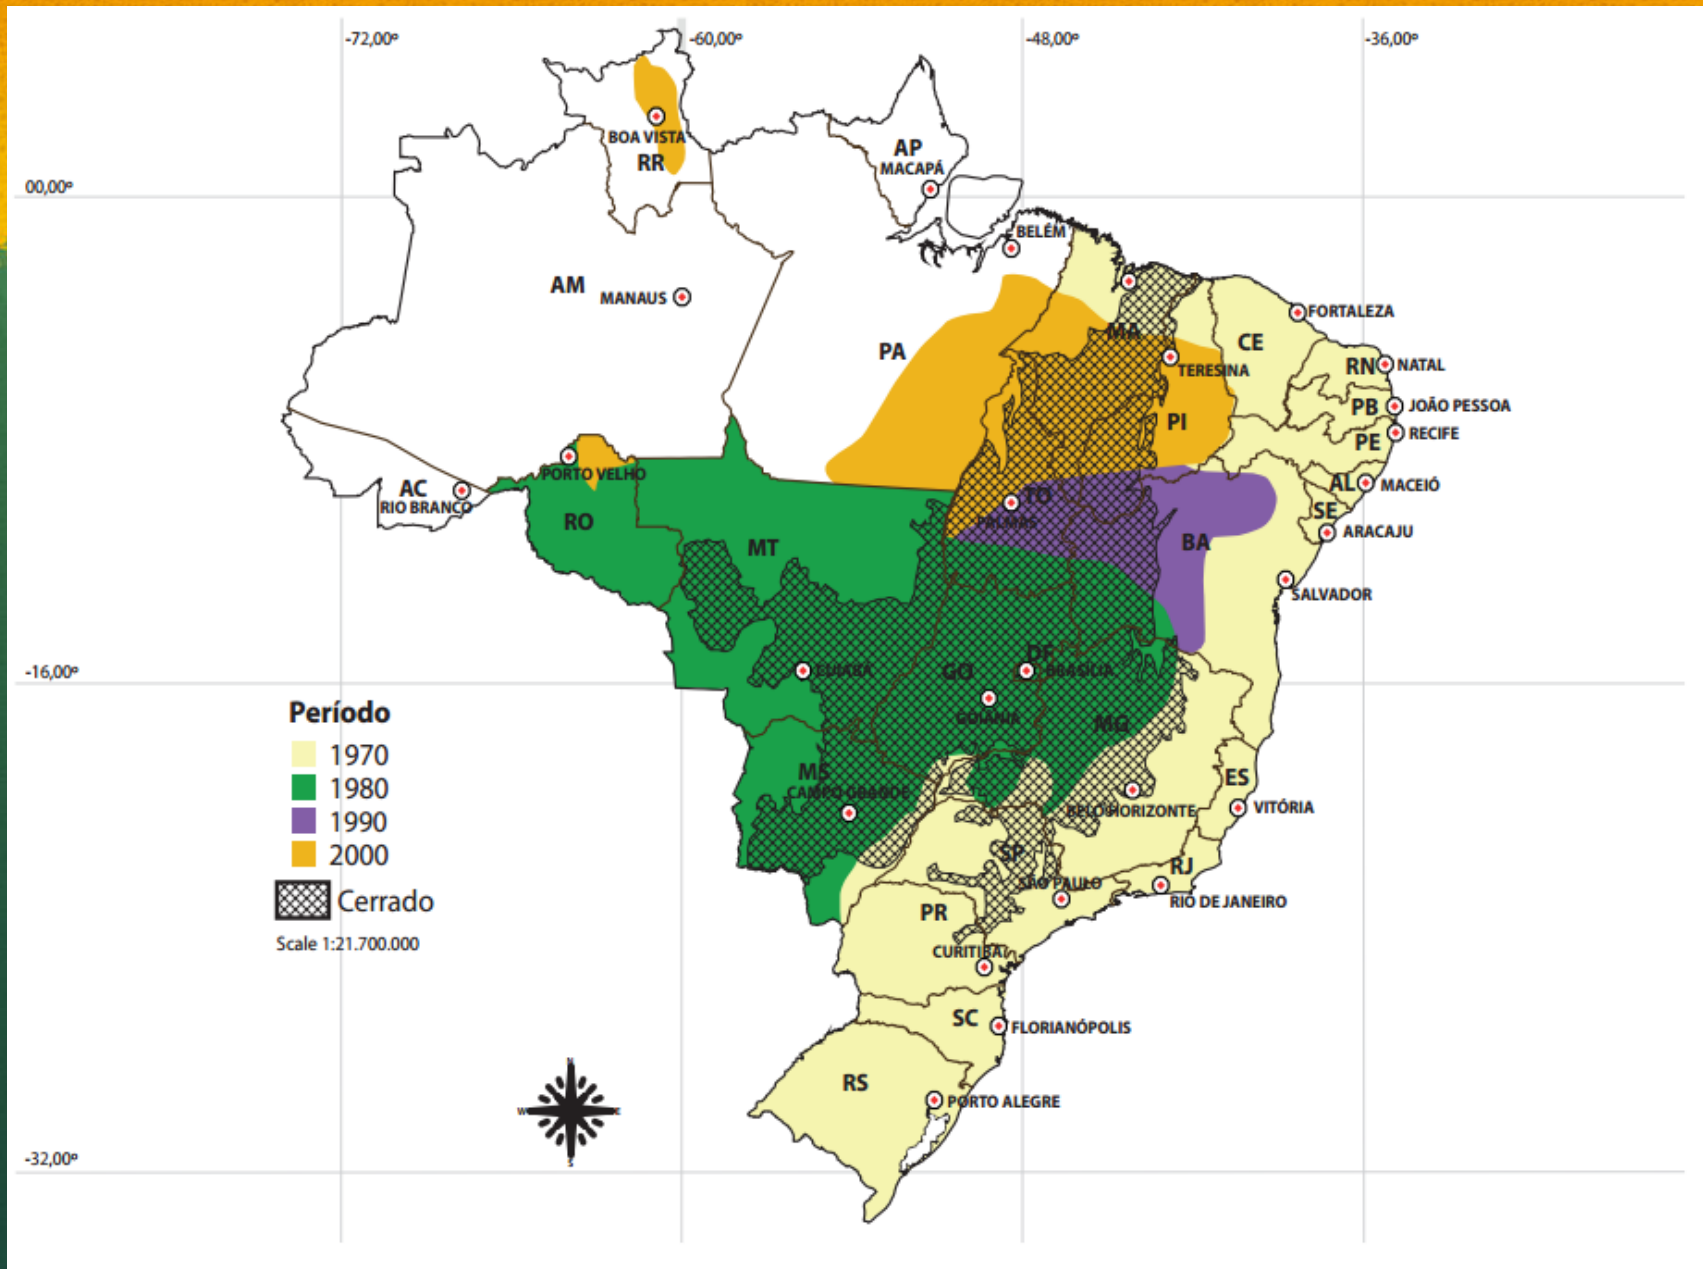 -72,00º
-60,00º
-48,00º
-36,00º
BOA VISTA
RR
AP
MACAPÁ
00,00º
BELÉM
AM
MANAUS
FORTALEZA
MA
CE
PA
TERESINA
RN
NATAL
PB
JOÃO PESSOA
PI
PE
RECIFE
PORTO VELHO
AC
RIO BRANCO
AL
MACEIÓ
TO
PALMAS
SE
RO
ARACAJU
MT
BA
SALVADOR
DF
CUIABÁ
GO
BRASÍLIA
-16,00º
GOIÂNIA
MG
Período
1970
1980
1990
2000
Cerrado
Scale 1:21.700.000
MS
CAMPO GRANDE
ES
BELO HORIZONTE
VITÓRIA
SP
RJ
SÃO PAULO
RIO DE JANEIRO
PR
CURITIBA
SC
FLORIANÓPOLIS
RS
PORTO ALEGRE
N
W
E
S
-32,00º